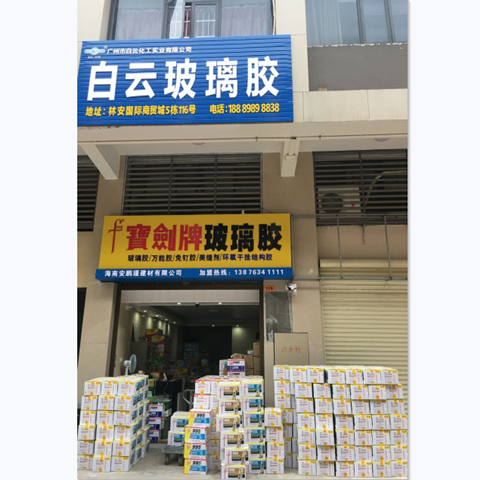 广州市白云化工实业有限公司
白云玻璃胶
地址：林安国际商贸城5栋116号 电话：188 8989 8838
寶劍牌玻璃胶
玻璃胶/万能胶/免钉胶/美缝剂/环氧干挂结构胶
海南安鹏道建材有限公司 加盟热线：138 7634 1111